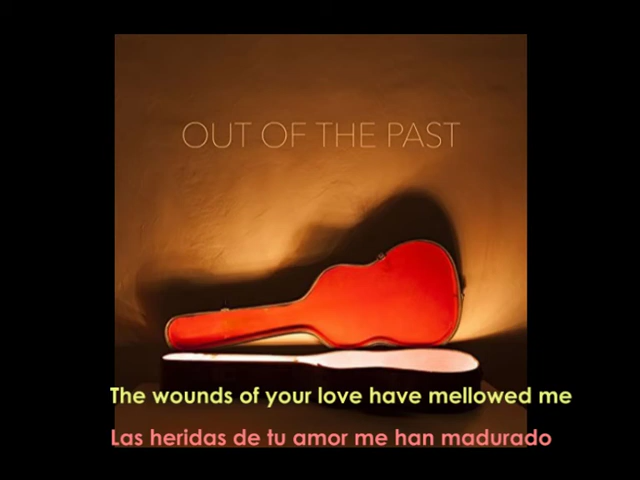 OUT OF THE PAST
The wounds of your love have mellowed me
Las heridas de tu amor me han madurado